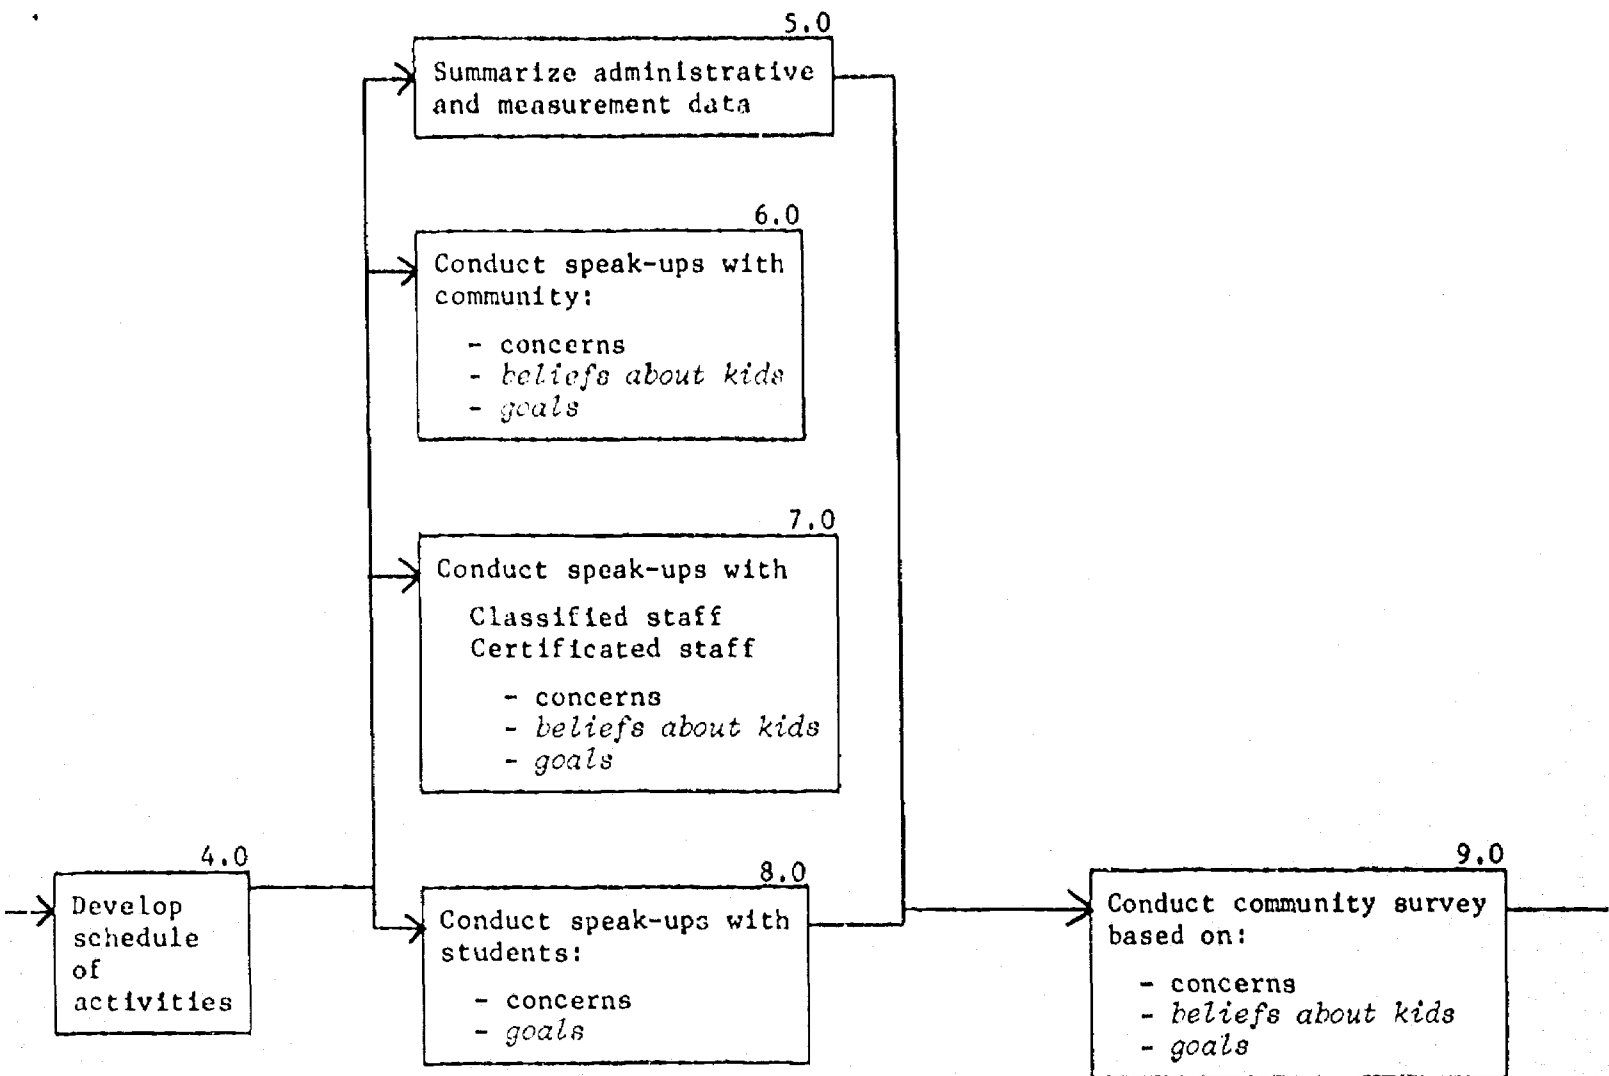 5.0
Summarize administrative
and measurement data
6.0
Conduct speak-ups with
community:
- concerns
- beliefs about kids
- goals
7.0
Conduct speak-ups with
Classified staff
Certificated staff
- concerns
- beliefs about kids
- goals
4.0
Develop
schedule
of
activities
8.0
Conduct speak-ups with
students:
- concerns
- goals
9.0
Conduct community survey
based on:
- concerns
- beliefs about kids
- goals